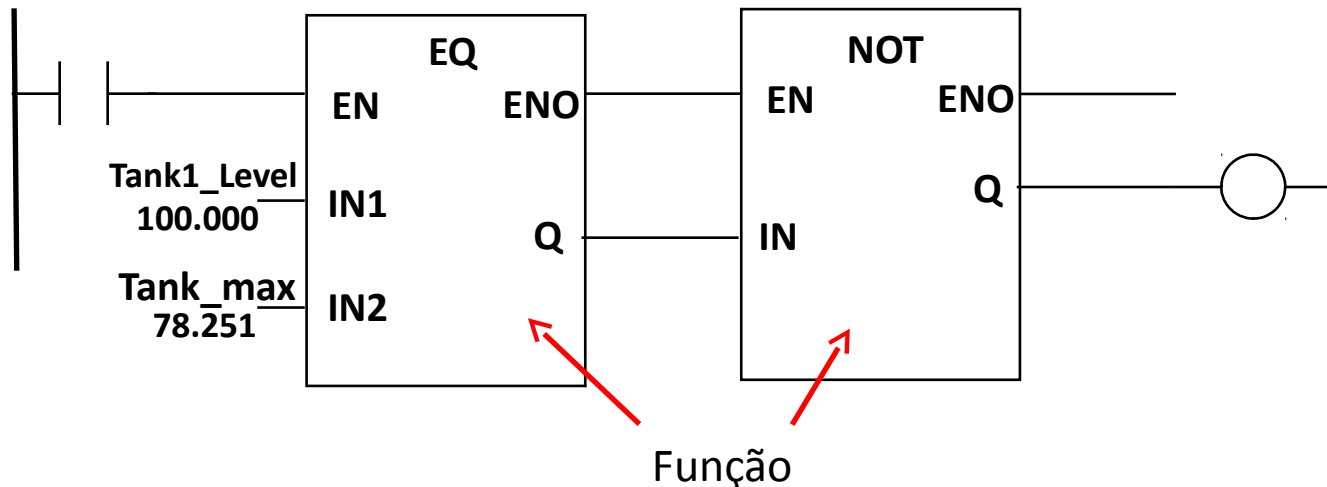 EQ
NOT
EN ENO
EN ENO
Tank1_Level
100.000
IN1
Q
Q
IN
Tank_max
78.251
IN2
Função